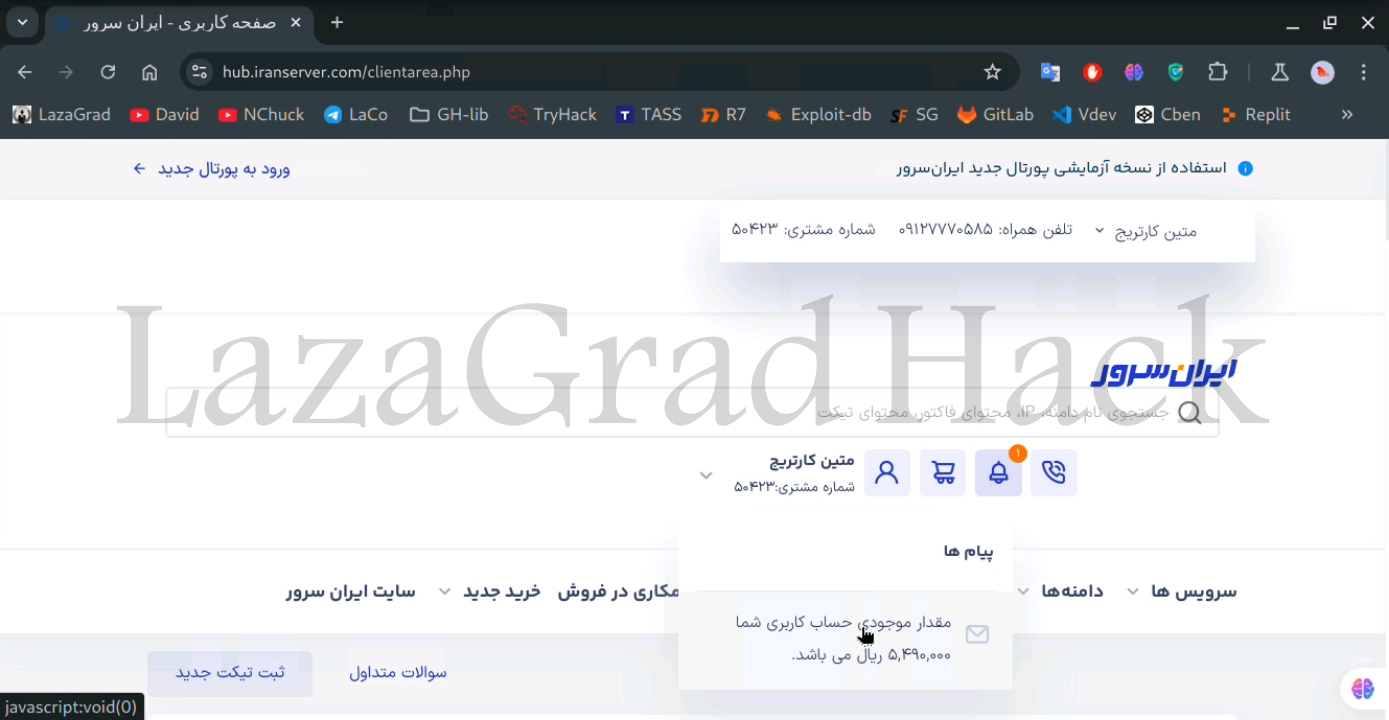 صفحه کاربری - ایران سرور
hub.iranserver.com/clientarea.php
LazaGrad David NChuck LaCo GH-lib TryHack TASS R7 Exploit-db SG GitLab Vdev Cben Replit »
استفاده از نسخه آزمایشی پورتال جدید ایران‌سرور
ورود به پورتال جدید
متین کارتریج تلفن همراه: ۰۹۱۲۷۷۷۰۵۸۵ شماره مشتری: ۵۰۴۲۳
LazaGrad Hack
ایران سرور
جستجوی نام دامنه، IP، محتوای فاکتور, محتوای تیکت
۱
متین کارتریج
شماره مشتری:۵۰۴۲۳
پیام ها
سرویس ها دامنه‌ها مکاری در فروش خرید جدید سایت ایران سرور
مقدار موجودی حساب کاربری شما
۵,۴۹۰,۰۰۰ ریال می باشد.
سوالات متداول ثبت تیکت جدید
javascript:void(0)